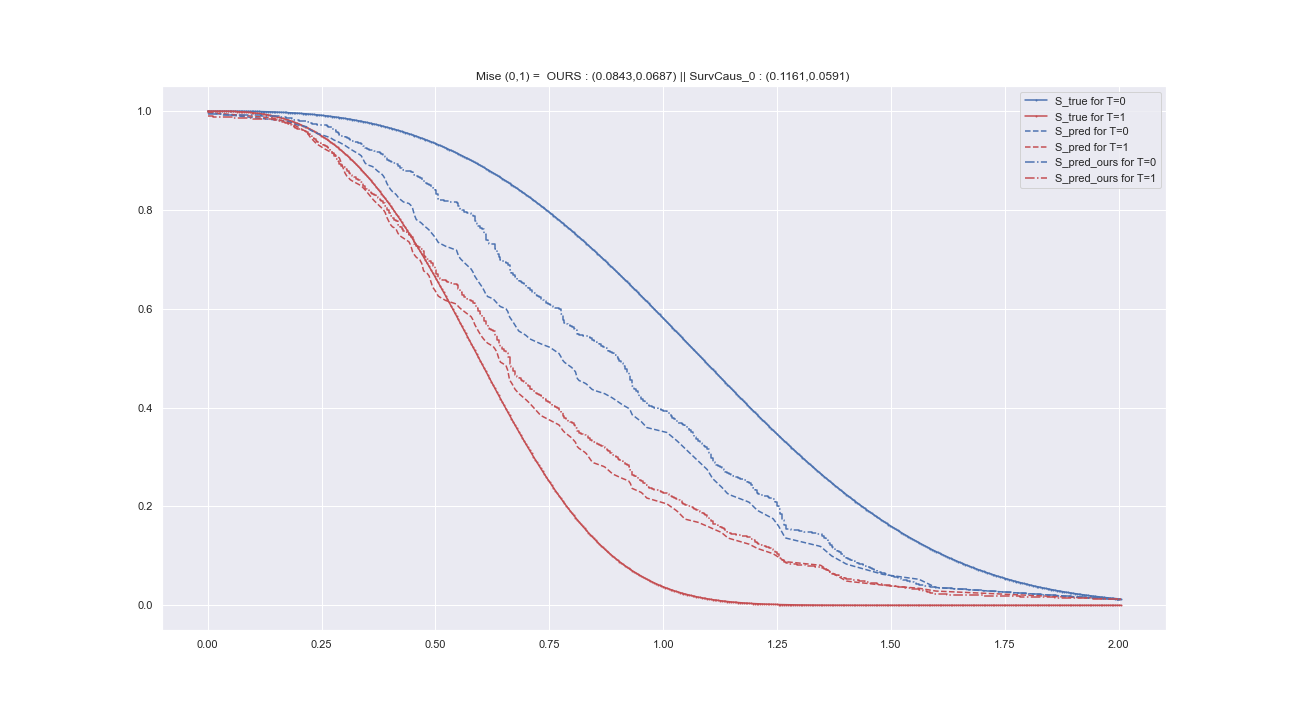 Mise (0,1) =  OURS : (0.0843,0.0687) || SurvCaus_0 : (0.1161,0.0591)
S_true for T=0
S_true for T=1
S_pred for T=0
S_pred for T=1
S_pred_ours for T=0
S_pred_ours for T=1
1.0
0.8
0.6
0.4
0.2
0.0
0.00 0.25 0.50 0.75 1.00 1.25 1.50 1.75 2.00